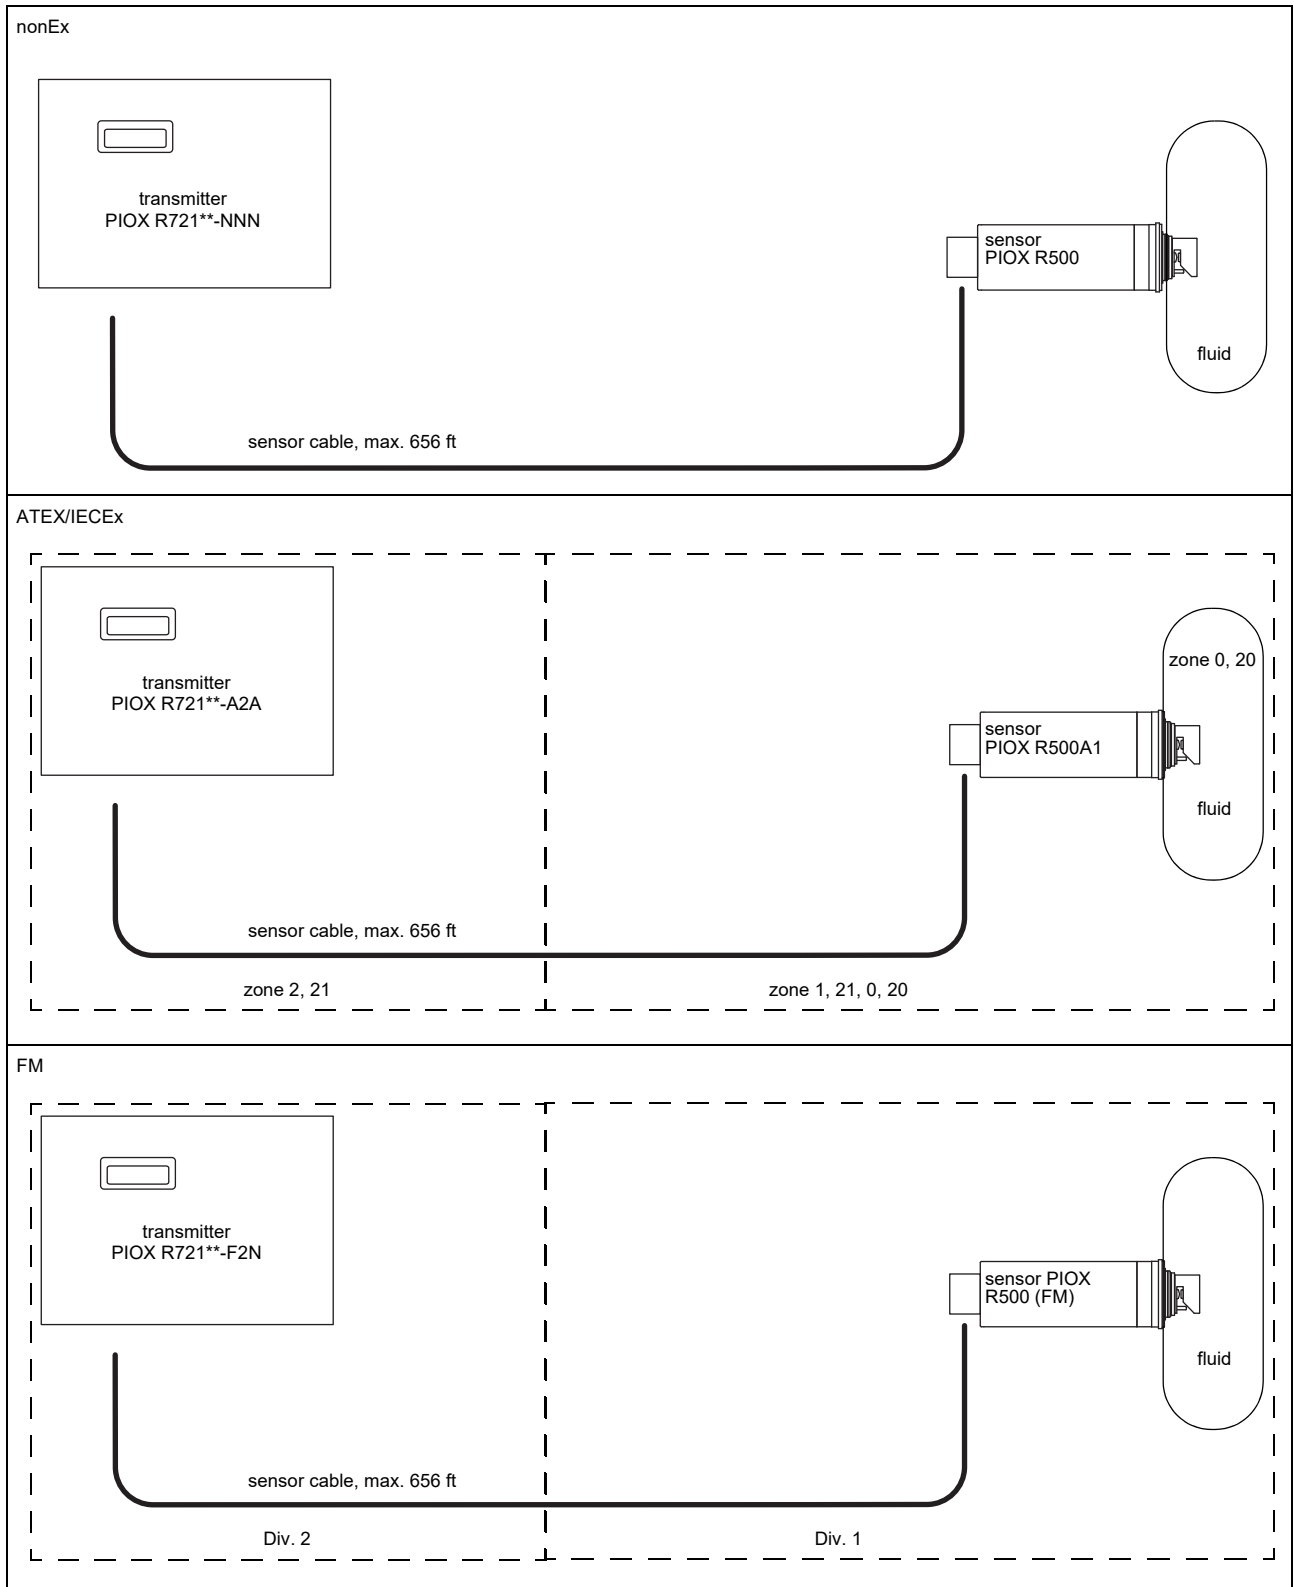 nonEx
transmitter
PIOX R721**-NNN
sensor
PIOX R500
fluid
sensor cable, max. 656 ft
ATEX/IECEx
transmitter
PIOX R721**-A2A
zone 0, 20
sensor
PIOX R500A1
fluid
sensor cable, max. 656 ft
zone 2, 21
zone 1, 21, 0, 20
FM
transmitter
PIOX R721**-F2N
sensor PIOX
R500 (FM)
fluid
sensor cable, max. 656 ft
Div. 2
Div. 1